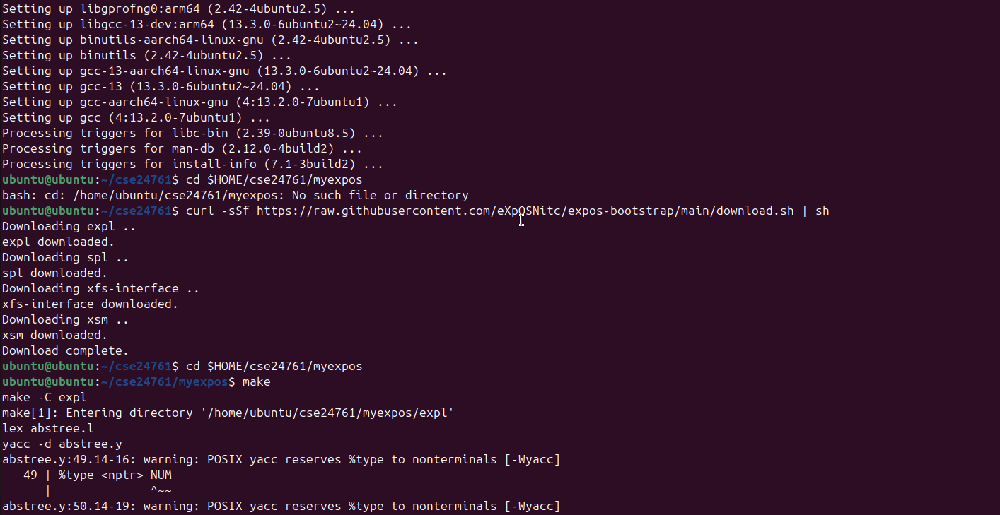 Setting up libgprofng0:arm64 (2.42-4ubuntu2.5) ...
Setting up libgcc-13-dev:arm64 (13.3.0-6ubuntu2~24.04) ...
Setting up binutils-aarch64-linux-gnu (2.42-4ubuntu2.5) ...
Setting up binutils (2.42-4ubuntu2.5) ...
Setting up gcc-13-aarch64-linux-gnu (13.3.0-6ubuntu2~24.04) ...
Setting up gcc-13 (13.3.0-6ubuntu2~24.04) ...
Setting up gcc-aarch64-linux-gnu (4:13.2.0-7ubuntu1) ...
Setting up gcc (4:13.2.0-7ubuntu1) ...
Processing triggers for libc-bin (2.39-0ubuntu8.5) ...
Processing triggers for man-db (2.12.0-4build2) ...
Processing triggers for install-info (7.1-3build2) ...
ubuntu@ubuntu:~/cse24761$ cd $HOME/cse24761/myexpos
bash: cd: /home/ubuntu/cse24761/myexpos: No such file or directory
ubuntu@ubuntu:~/cse24761$ curl -sSf https://raw.githubusercontent.com/eXpOSNitc/expos-bootstrap/main/download.sh | sh
Downloading expl ..
expl downloaded.
Downloading spl ..
spl downloaded.
Downloading xfs-interface ..
xfs-interface downloaded.
Downloading xsm ..
xsm downloaded.
Download complete.
ubuntu@ubuntu:~/cse24761$ cd $HOME/cse24761/myexpos
ubuntu@ubuntu:~/cse24761/myexpos$ make
make -C expl
make[1]: Entering directory '/home/ubuntu/cse24761/myexpos/expl'
lex abstree.l
yacc -d abstree.y
abstree.y:49.14-16: warning: POSIX yacc reserves %type to nonterminals [-Wyacc]
   49 | %type <nptr> NUM
      |              ^~~
abstree.y:50.14-19: warning: POSIX yacc reserves %type to nonterminals [-Wyacc]